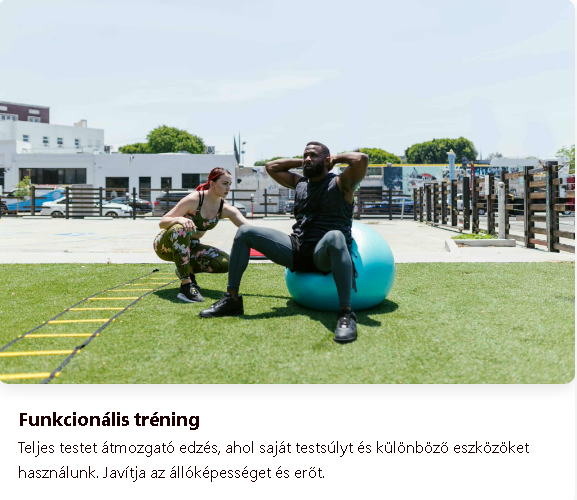 Funkcionális tréning
Teljes testet átmozgató edzés, ahol saját testsúlyt és különböző eszközöket
használunk. Javítja az állóképességet és erőt.